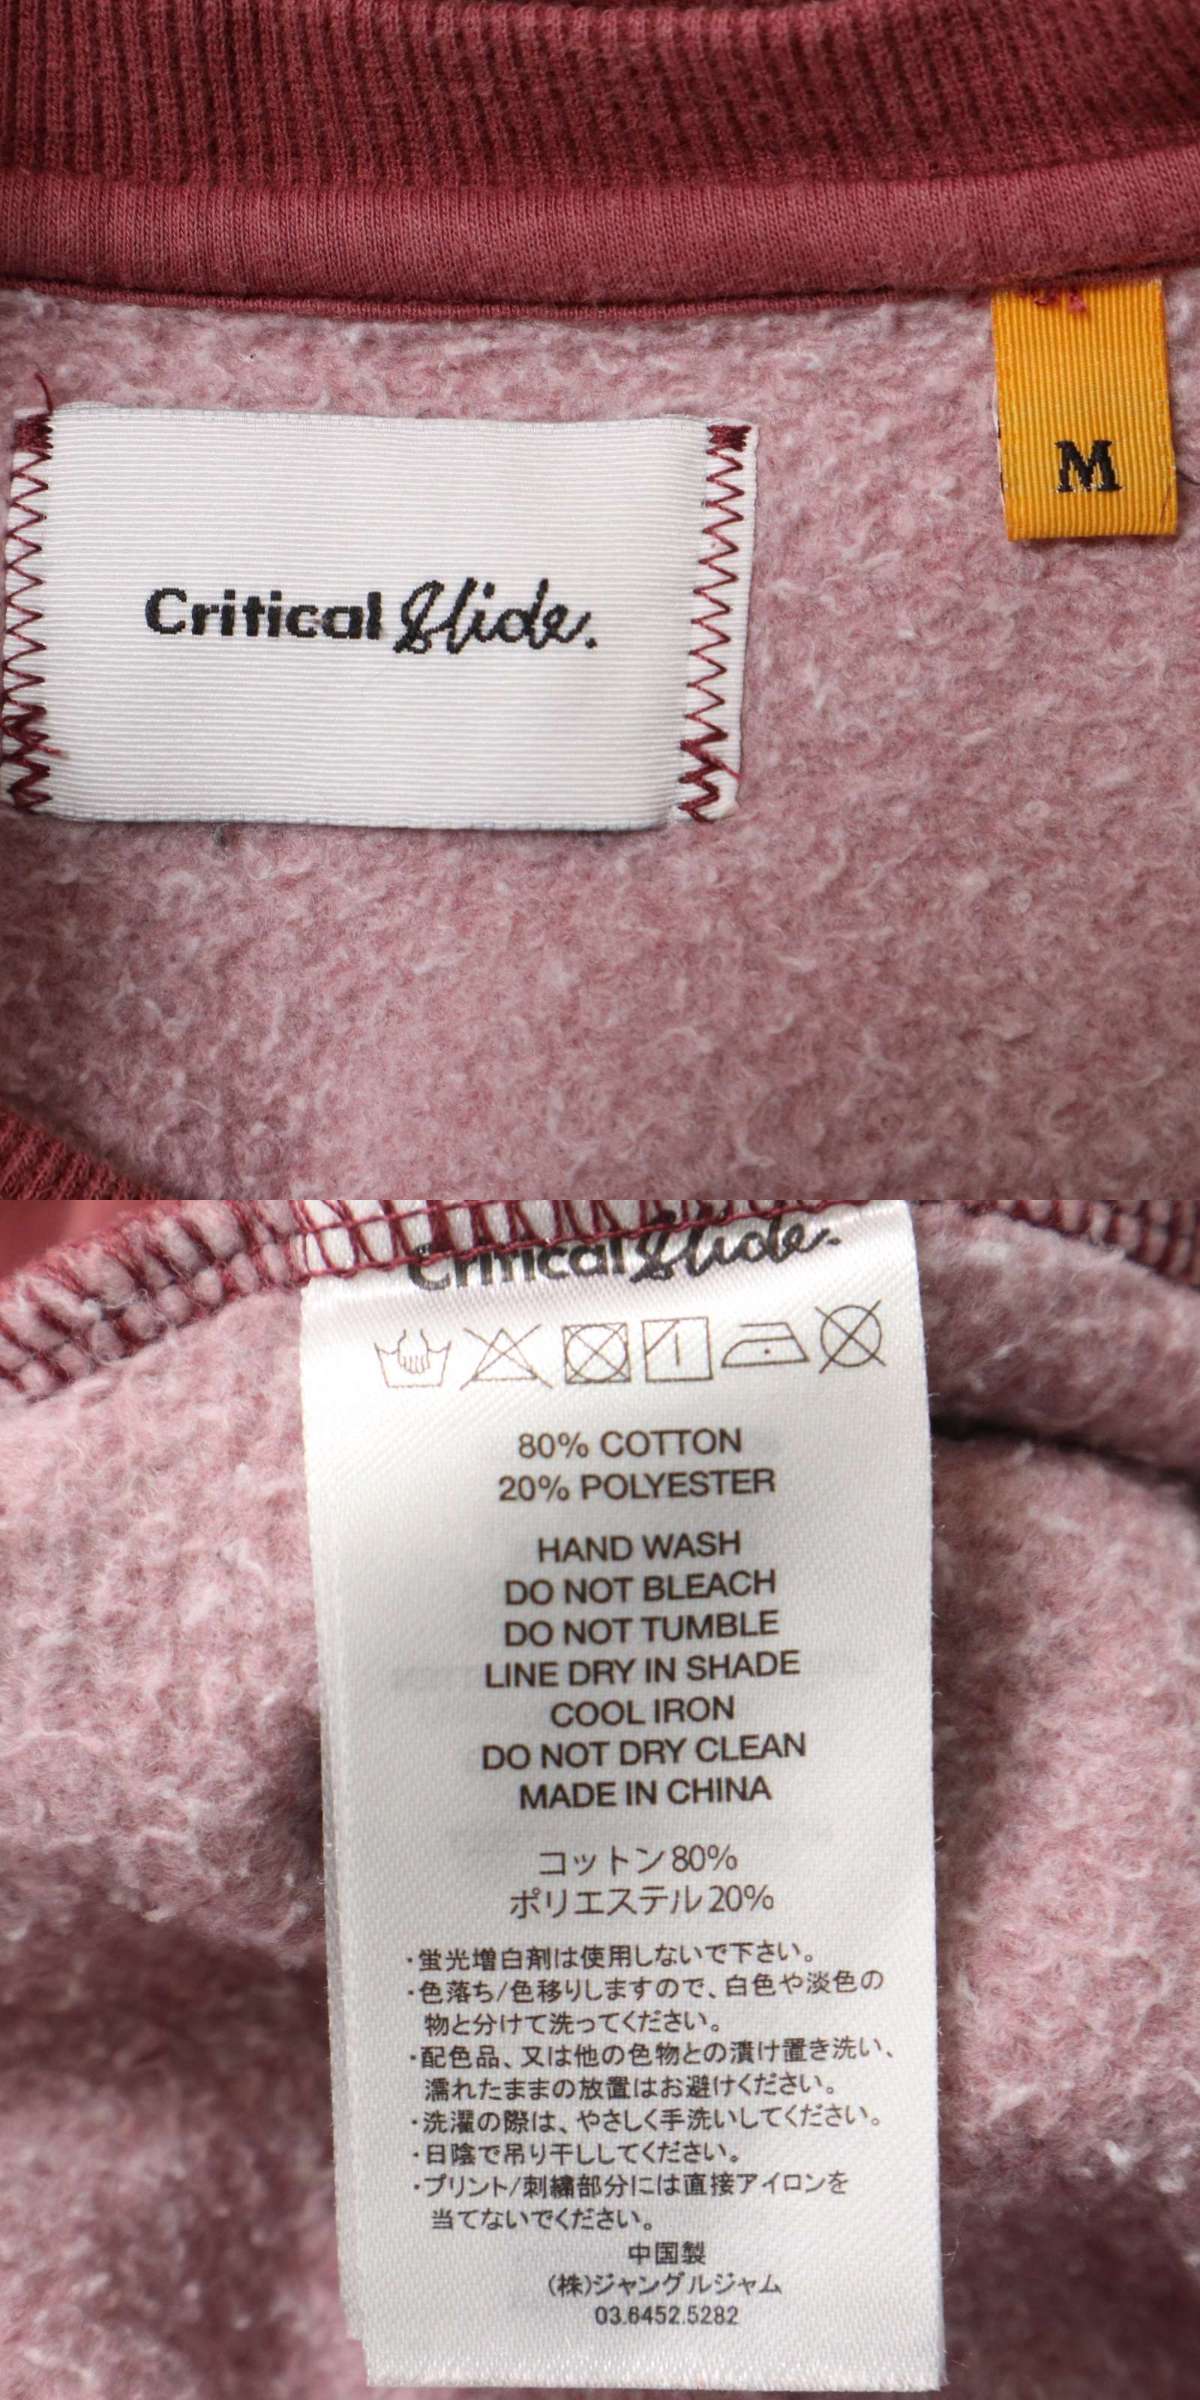 M
Critical Slide.
Critical Slide.
80% COTTON
20% POLYESTER
HAND WASH
DO NOT BLEACH
DO NOT TUMBLE
LINE DRY IN SHADE
COOL IRON
DO NOT DRY CLEAN
MADE IN CHINA
コットン80%
ポリエステル20%
・蛍光増白剤は使用しないで下さい。
・色落ち/色移りしますので、白色や淡色の
物と分けて洗ってください。
・配色品、又は他の色物との漬け置き洗い、
濡れたままの放置はお避けください。
・洗濯の際は、やさしく手洗いしてください。
・日陰で吊り干ししてください。
・プリント/刺繍部分には直接アイロンを
当てないでください。
中国製
(株)ジャングルジャム
03.6452.5282